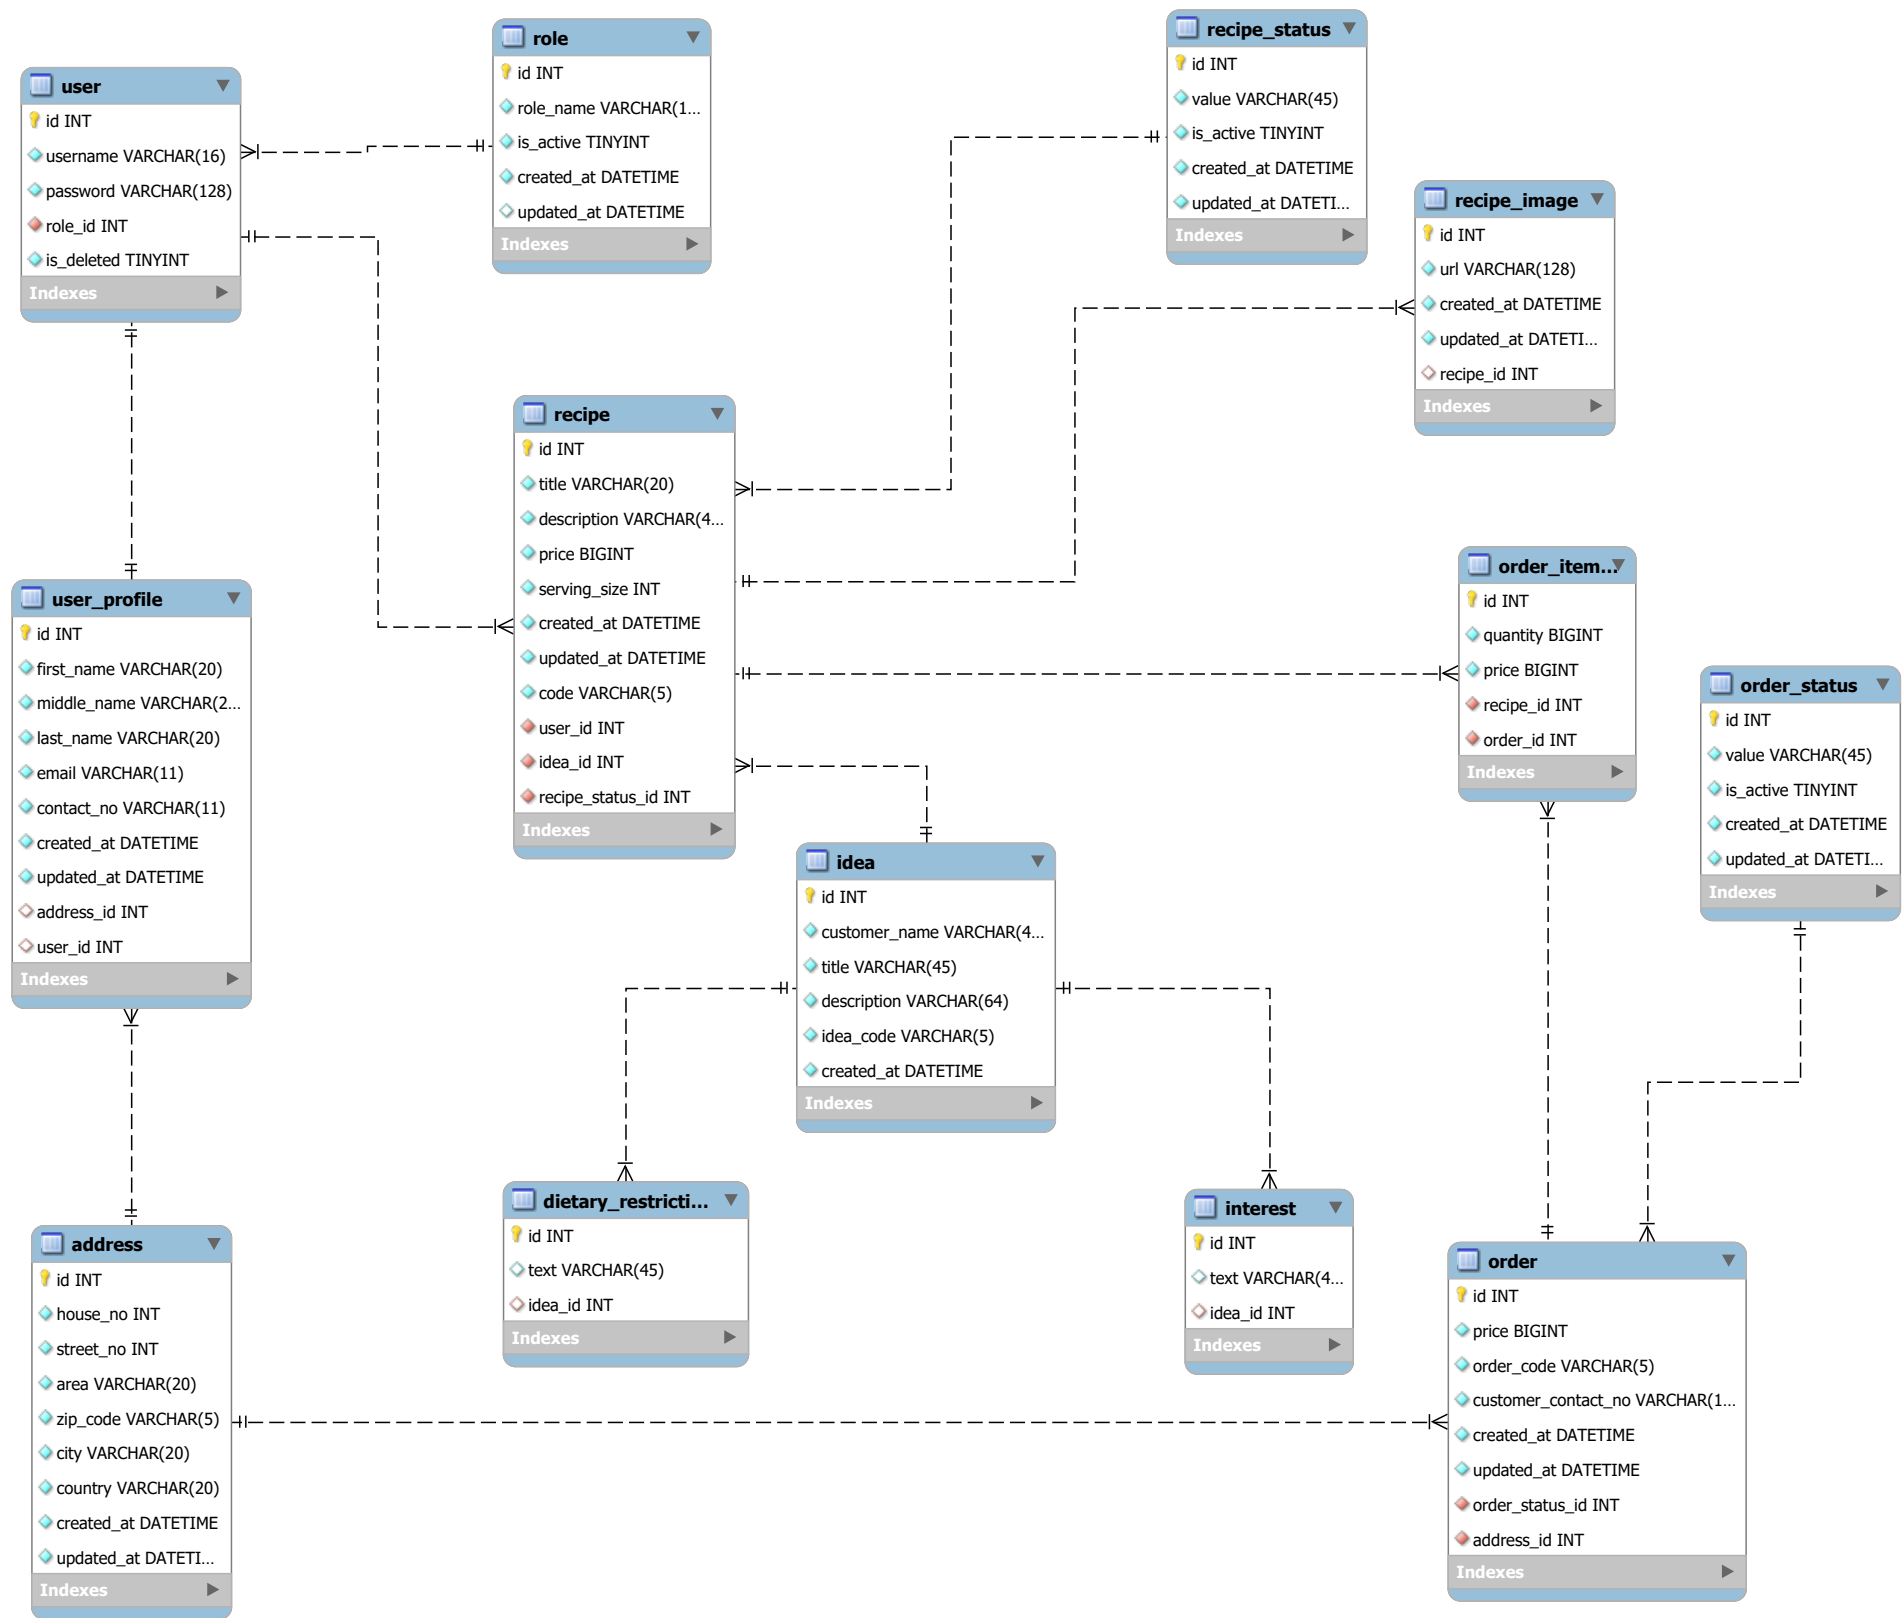 user
id INT
username VARCHAR(16)
password VARCHAR(128)
role_id INT
is_deleted TINYINT
Indexes
role
id INT
role_name VARCHAR(1...
is_active TINYINT
created_at DATETIME
updated_at DATETIME
Indexes
recipe_status
id INT
value VARCHAR(45)
is_active TINYINT
created_at DATETIME
updated_at DATETI...
Indexes
recipe_image
id INT
url VARCHAR(128)
created_at DATETIME
updated_at DATETI...
recipe_id INT
Indexes
recipe
id INT
title VARCHAR(20)
description VARCHAR(4...
price BIGINT
serving_size INT
created_at DATETIME
updated_at DATETIME
code VARCHAR(5)
user_id INT
idea_id INT
recipe_status_id INT
Indexes
user_profile
id INT
first_name VARCHAR(20)
middle_name VARCHAR(2...
last_name VARCHAR(20)
email VARCHAR(11)
contact_no VARCHAR(11)
created_at DATETIME
updated_at DATETIME
address_id INT
user_id INT
Indexes
order_item...
id INT
quantity BIGINT
price BIGINT
recipe_id INT
order_id INT
Indexes
order_status
id INT
value VARCHAR(45)
is_active TINYINT
created_at DATETIME
updated_at DATETI...
Indexes
idea
id INT
customer_name VARCHAR(4...
title VARCHAR(45)
description VARCHAR(64)
idea_code VARCHAR(5)
created_at DATETIME
Indexes
dietary_restricti...
id INT
text VARCHAR(45)
idea_id INT
Indexes
interest
id INT
text VARCHAR(4...
idea_id INT
Indexes
address
id INT
house_no INT
street_no INT
area VARCHAR(20)
zip_code VARCHAR(5)
city VARCHAR(20)
country VARCHAR(20)
created_at DATETIME
updated_at DATETI...
Indexes
order
id INT
price BIGINT
order_code VARCHAR(5)
customer_contact_no VARCHAR(1...
created_at DATETIME
updated_at DATETIME
order_status_id INT
address_id INT
Indexes